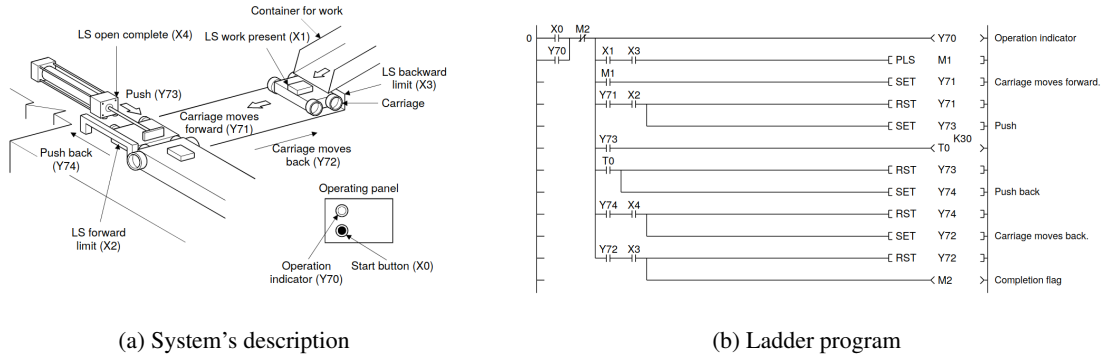 Container for work
LS open complete (X4)
LS work present (X1)
LS backward
limit (X3)
Carriage
Push (Y73)
Carriage moves
forward (Y71)
Carriage moves
back (Y72)
Push back
(Y74)
Operating panel
LS forward
limit (X2)
Operation
indicator (Y70)
Start button (X0)
(a) System's description
0
X0 M2
Y70 Operation indicator
Y70 X1 X3
PLS M1
M1
SET Y71 Carriage moves forward.
Y71 X2
RST Y71
SET Y73 Push
Y73 K30
T0
T0
RST Y73
SET Y74 Push back
Y74 X4
RST Y74
SET Y72 Carriage moves back.
Y72 X3
RST Y72
M2 Completion flag
(b) Ladder program